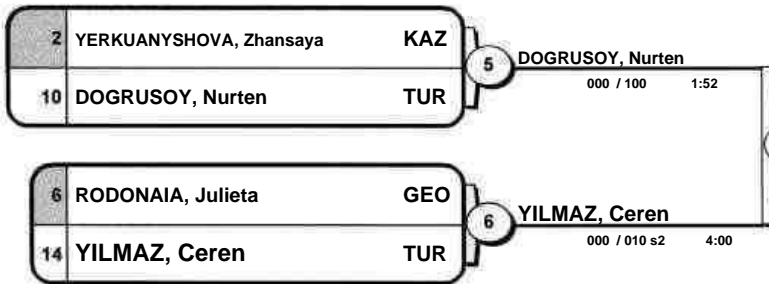 2 YERKUANYSHOVA, Zhansaya KAZ
10 DOGRUSOY, Nurten TUR
5 DOGRUSOY, Nurten
000 / 100 1:52
6 RODONAIA, Julieta GEO
14 YILMAZ, Ceren TUR
6 YILMAZ, Ceren
000 / 010 s2 4:00